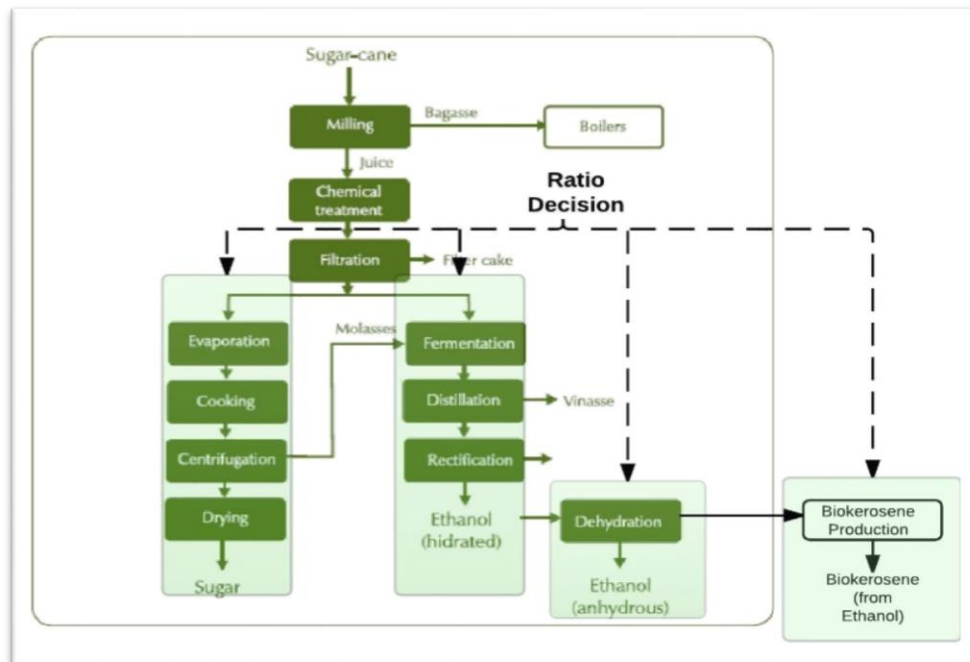 Sugar-cane
Milling
Bagasse
Boilers
Juice
Ratio
Decision
Chemical
treatment
Filtration
Filter cake
Molasses
Evaporation
Fermentation
Cooking
Distillation
Vinasse
Centrifugation
Rectification
Drying
Ethanol
(hidrated)
Dehydration
Biokerosene
Production
Sugar
Ethanol
(anhydrous)
Biokerosene
(from
Ethanol)